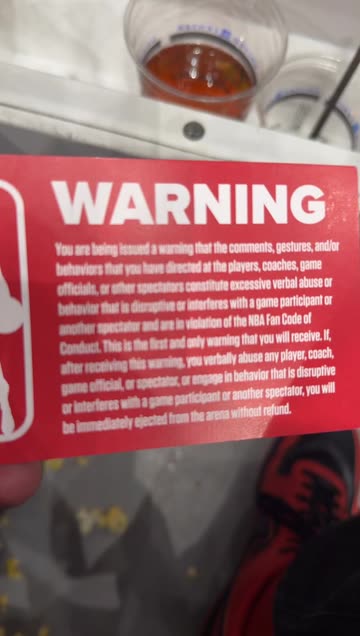 WARNING
You are being issued a warning that the comments, gestures, and/or
behaviors that you have directed at the players, coaches, game
officials, or other spectators constitute excessive verbal abuse or
behavior that is disruptive or interferes with a game participant or
another spectator and are in violation of the NBA Fan Code of
Conduct. This is the first and only warning that you will receive. If,
after receiving this warning, you verbally abuse any player, coach,
game official, or spectator, or engage in behavior that is disruptive
or interferes with a game participant or another spectator, you will
be immediately ejected from the arena without refund.